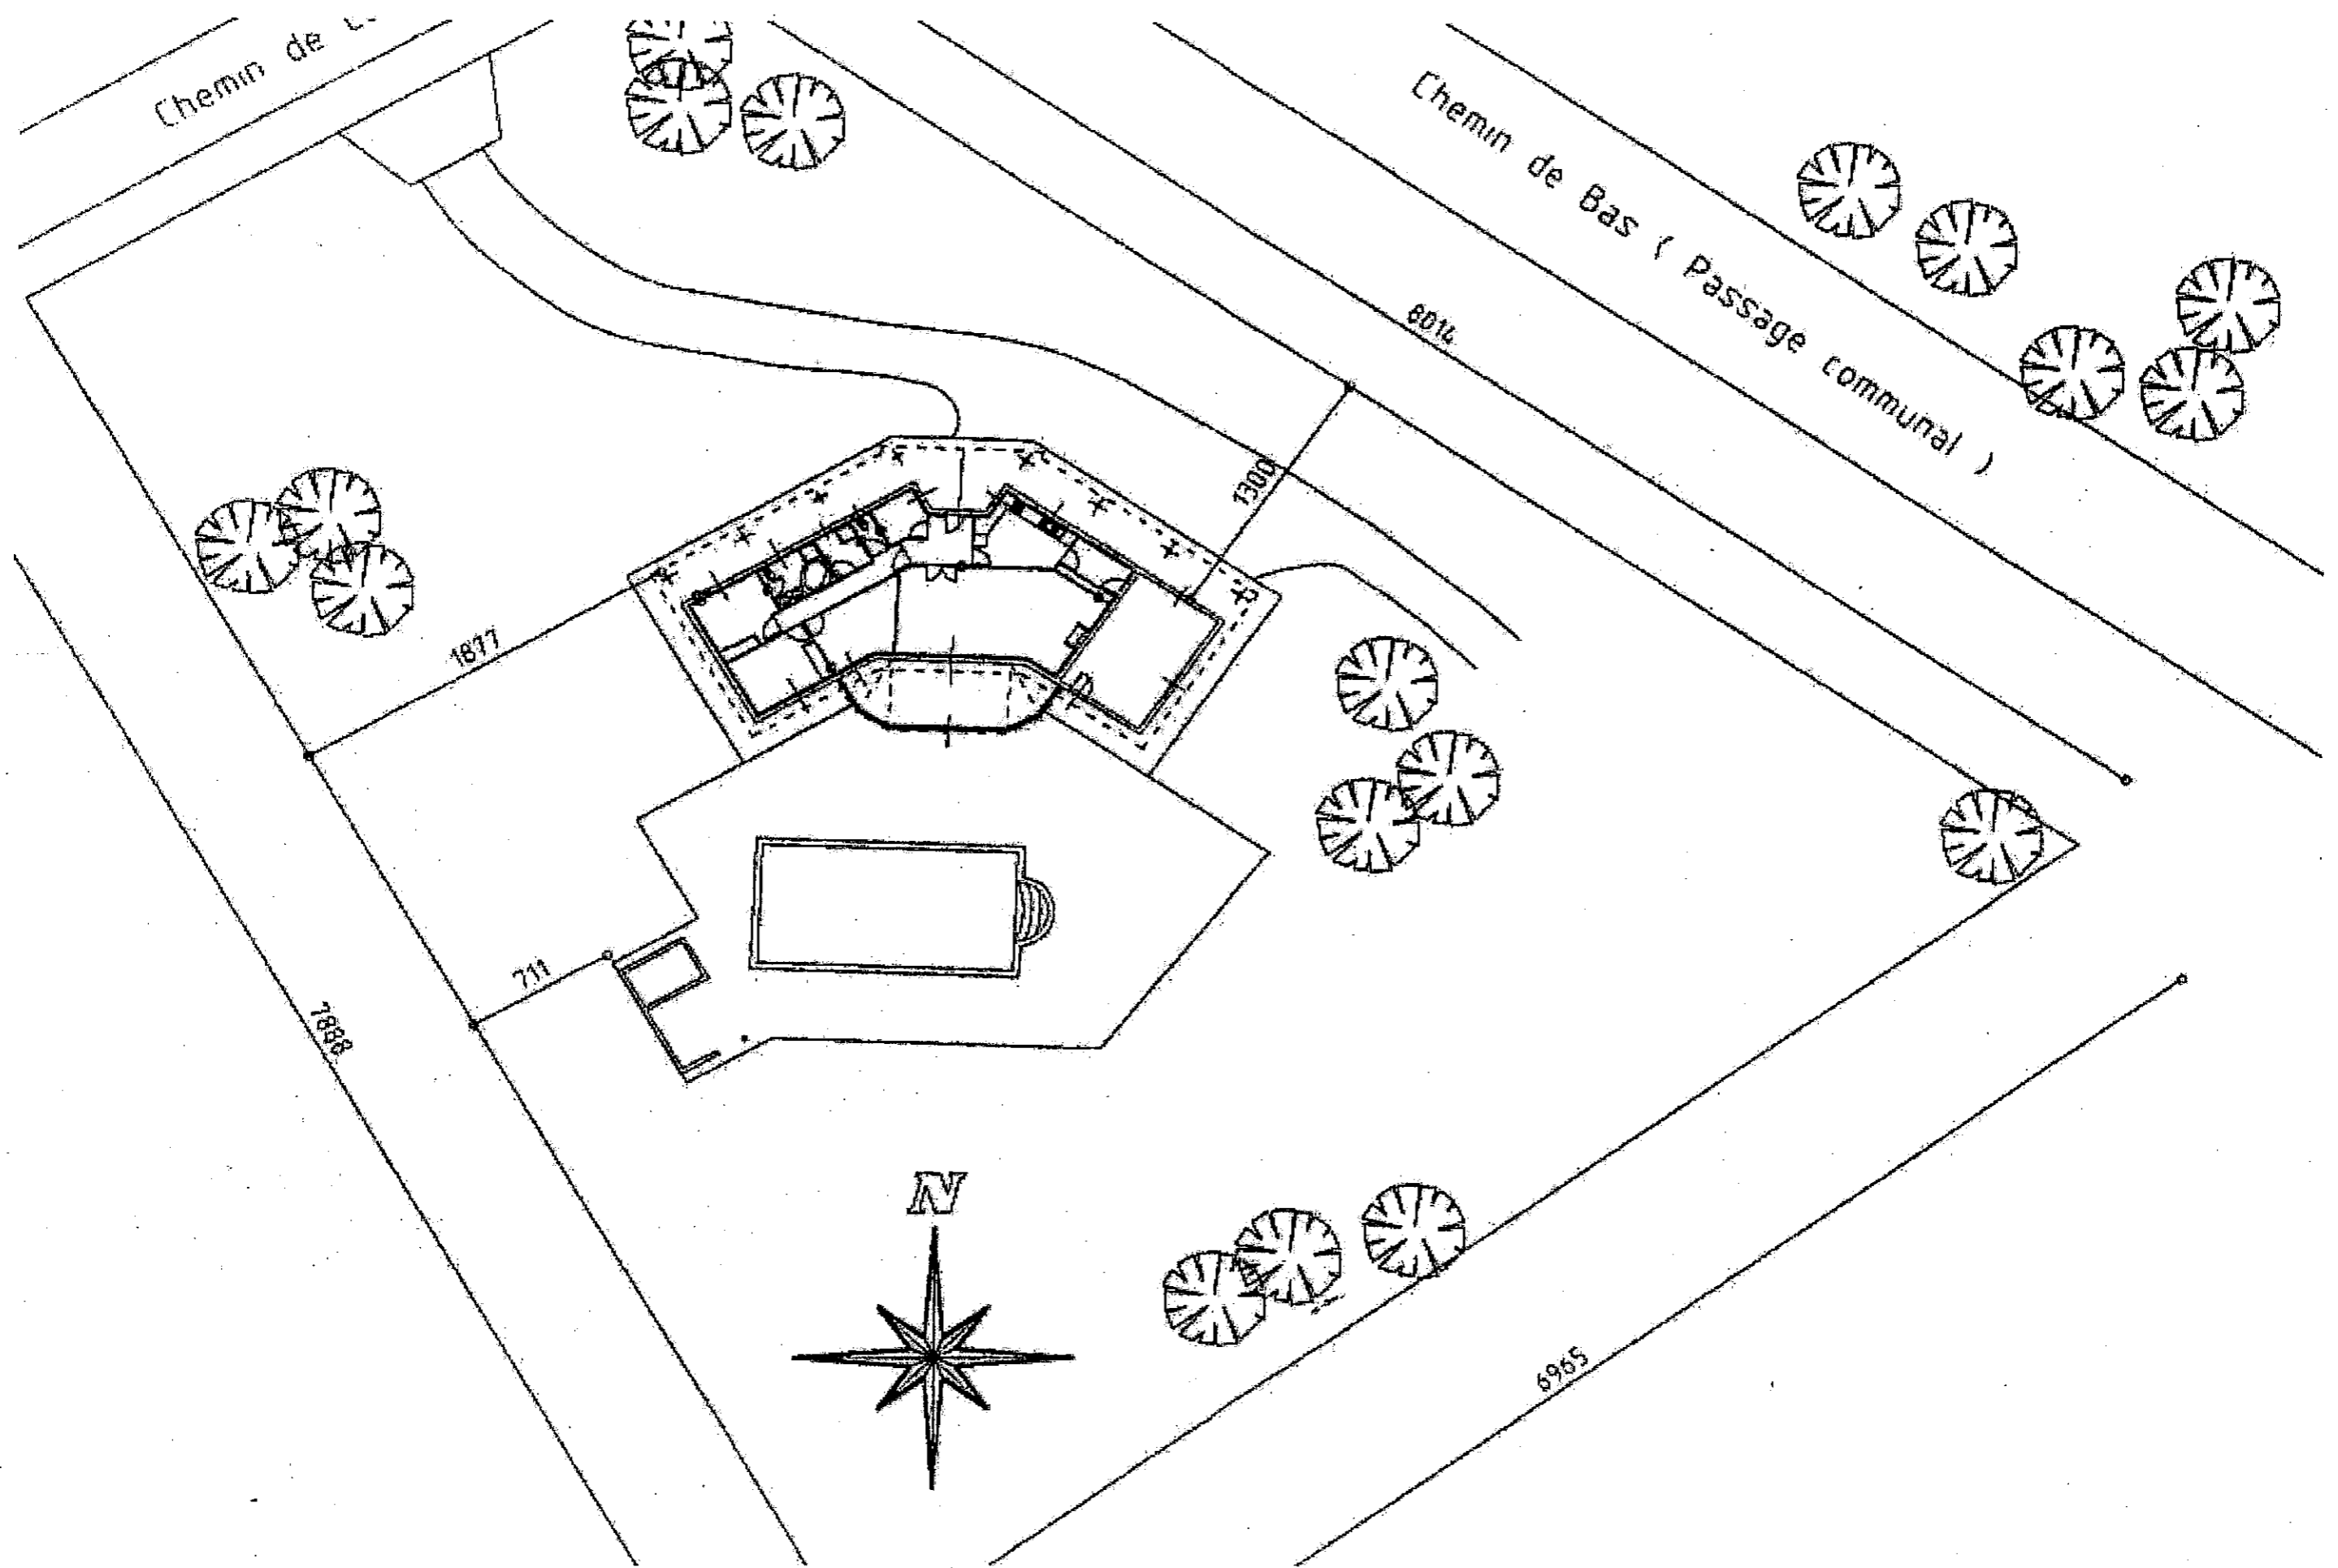 Chemin de
Chemin de Bas ( Passage communal )
8014
1300
1877
711
7888
N
6965